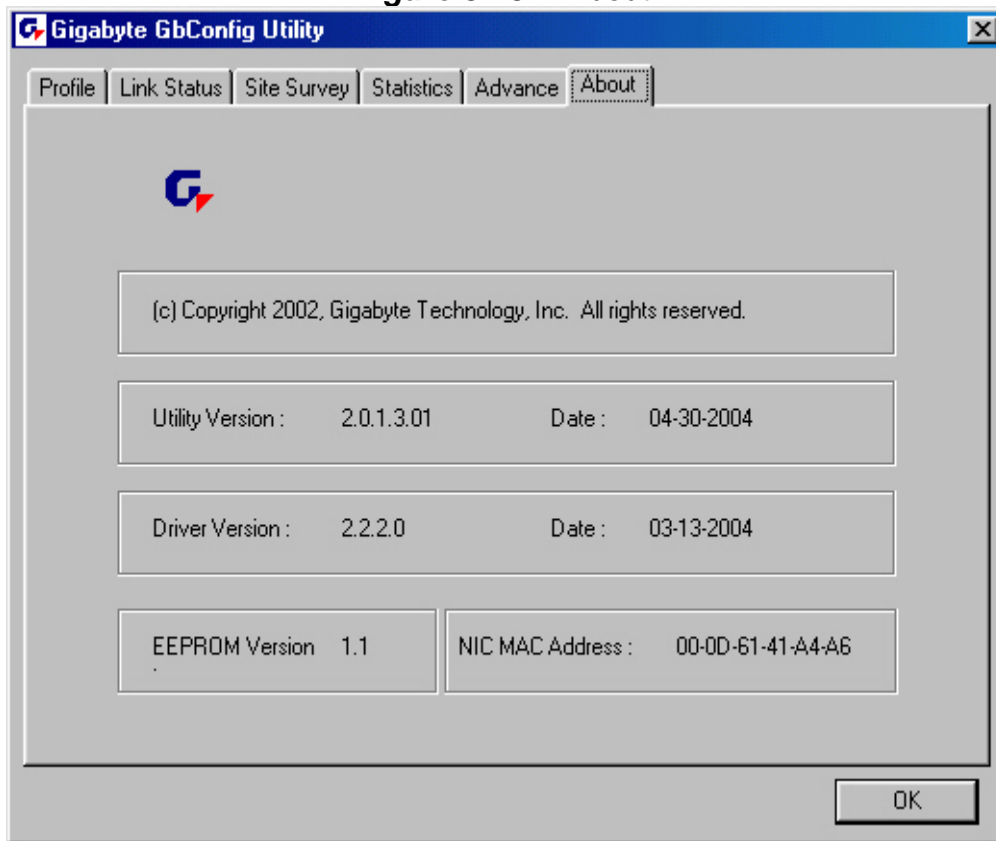 Gigabyte GbConfig Utility
Profile Link Status Site Survey Statistics Advance About
(c) Copyright 2002, Gigabyte Technology, Inc. All rights reserved.
Utility Version : 2.0.1.3.01 Date : 04-30-2004
Driver Version : 2.2.2.0 Date : 03-13-2004
EEPROM Version 1.1 NIC MAC Address : 00-0D-61-41-A4-A6
OK